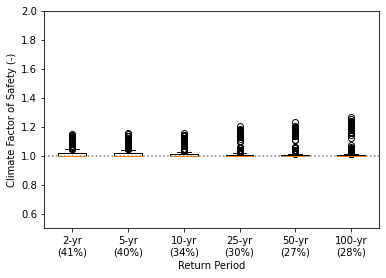 2.0
1.8
1.6
1.4
1.2
1.0
0.8
0.6
Climate Factor of Safety (-)
2-yr 5-yr 10-yr 25-yr 50-yr 100-yr
(41%) (40%) (34%) (30%) (27%) (28%)
Return Period